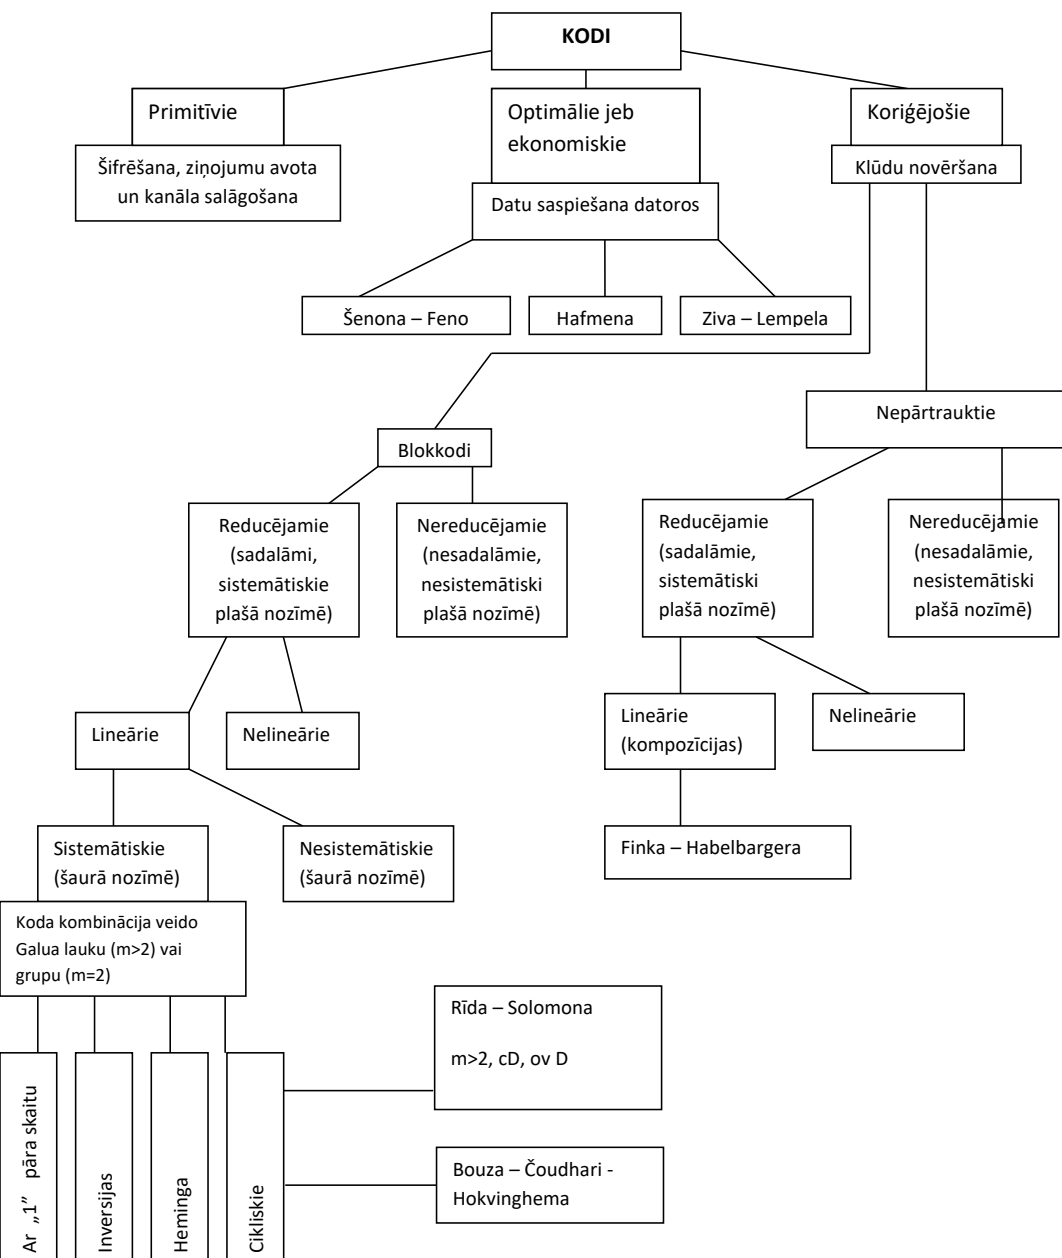 KODI
Primitīvie
Optimālie jeb
ekonomiskie
Koriģējošie
Šifrēšana, ziņojumu avota
un kanāla salāgošana
Datu saspiešana datoros
Klūdu novēršana
Šenona – Feno
Hafmena
Ziva – Lempela
Nepārtrauktie
Blokkodi
Reducējamie
(sadalāmi,
sistemātiskie
plašā nozīmē)
Nereducējamie
(nesadalāmie,
nesistemātiski
plašā nozīmē)
Reducējamie
(sadalāmie,
sistemātiski
plašā nozīmē)
Nereducējamie
(nesadalāmie,
nesistemātiski
plašā nozīmē)
Lineārie
Nelineārie
Lineārie
(kompozīcijas)
Nelineārie
Sistemātiskie
(šaurā nozīmē)
Nesistemātiskie
(šaurā nozīmē)
Finka – Habelbargera
Koda kombinācija veido
Galua lauku (m>2) vai
grupu (m=2)
Rīda – Solomona
m>2, cD, ov D
Ar „1” pāra skaitu
Inversijas
Heminga
Cikliskie
Bouza – Čoudhari -
Hokvinghema